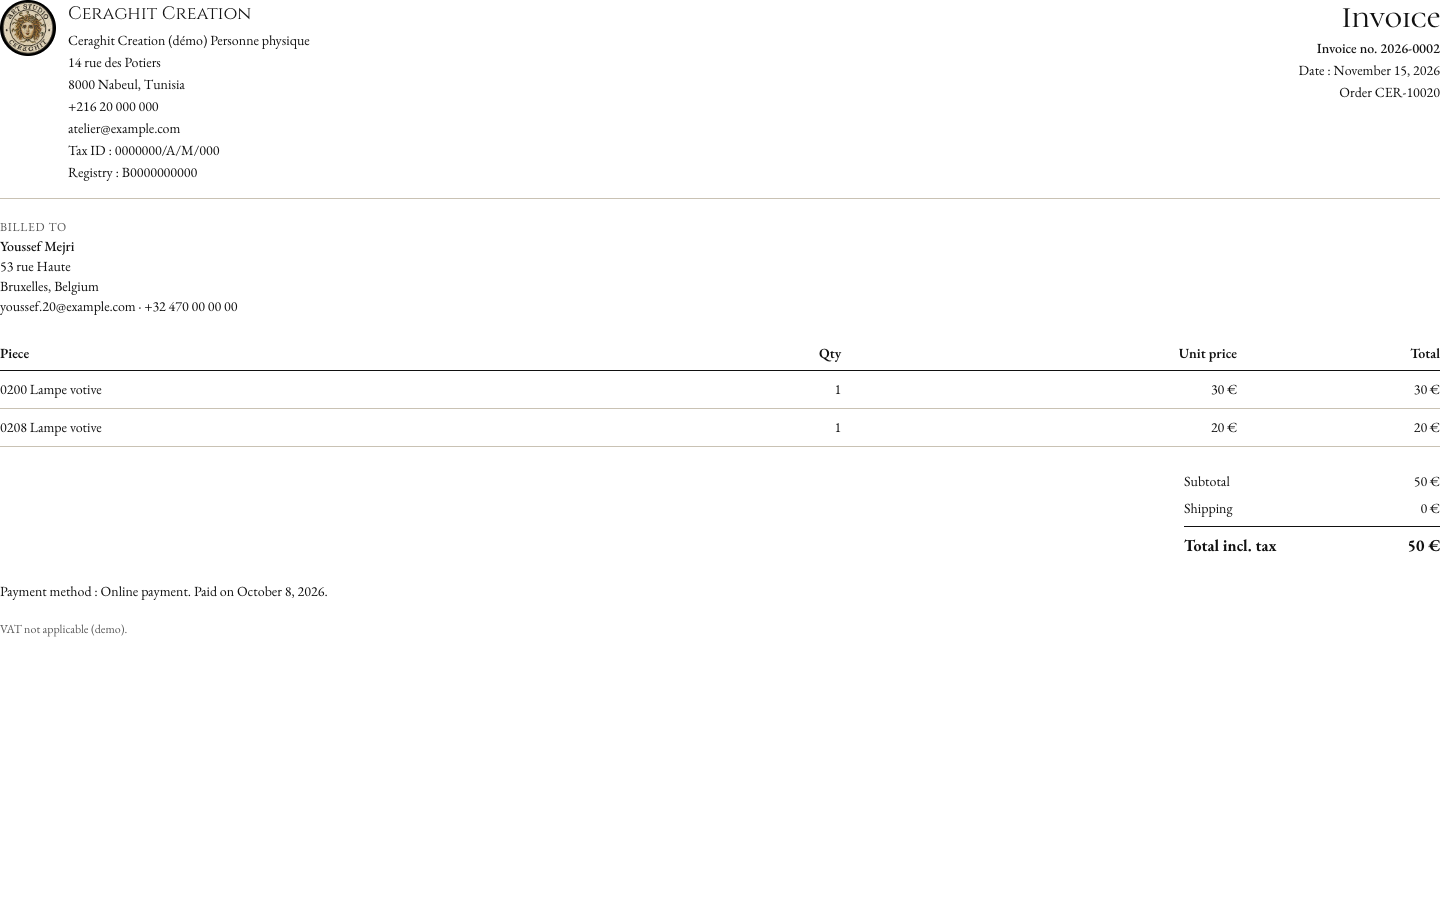 ART STUDIO
CERAGHIT
Ceraghit Creation
Ceraghit Creation (démo) Personne physique
14 rue des Potiers
8000 Nabeul, Tunisia
+216 20 000 000
atelier@example.com
Tax ID : 0000000/A/M/000
Registry : B0000000000
Invoice
Invoice no. 2026-0002
Date : November 15, 2026
Order CER-10020
BILLED TO
Youssef Mejri
53 rue Haute
Bruxelles, Belgium
youssef.20@example.com · +32 470 00 00 00
Piece Qty Unit price Total
0200 Lampe votive 1 30 € 30 €
0208 Lampe votive 1 20 € 20 €
Subtotal 50 €
Shipping 0 €
Total incl. tax 50 €
Payment method : Online payment. Paid on October 8, 2026.
VAT not applicable (demo).